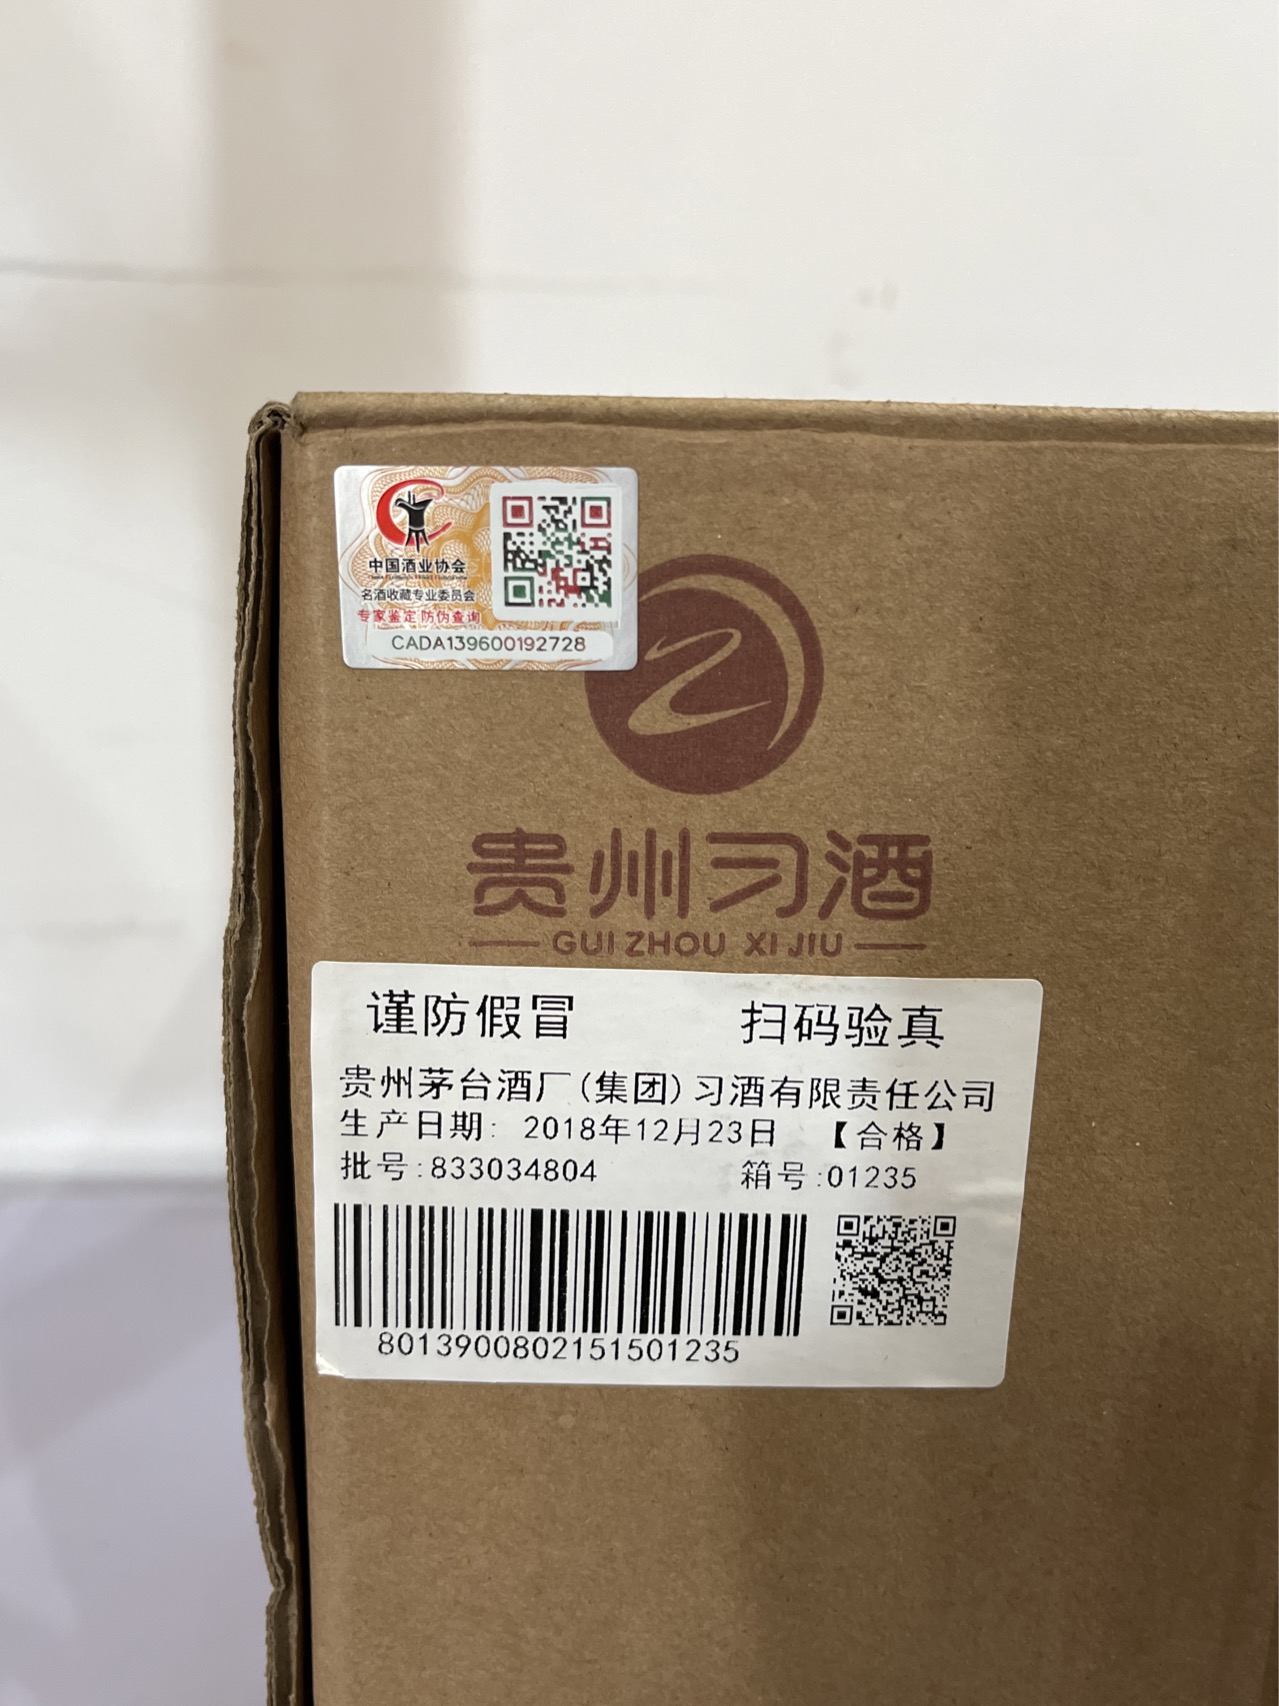 中国酒业协会
名酒收藏专业委员会
专家鉴定 防伪查询
CADA139600192728
贵州习酒
GUI ZHOU XI JIU
谨防假冒 扫码验真
贵州茅台酒厂(集团)习酒有限责任公司
生产日期: 2018年12月23日 【合格】
批号:833034804 箱号:01235
8013900802151501235